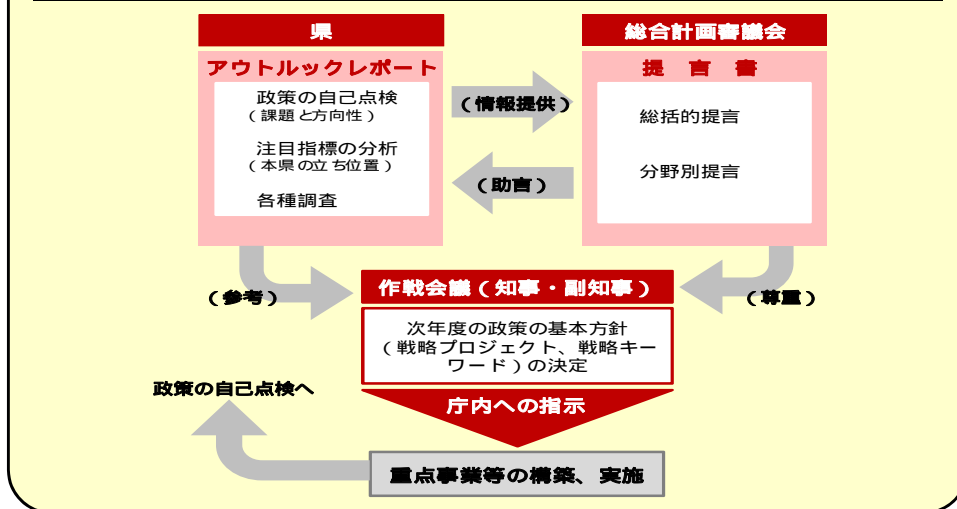 県
アウトルックレポート
政策の自己点検
（課題と方向性）
注目指標の分析
（本県の立ち位置）
各種調査
（情報提供）
（助言）
総合計画審議会
提言書
総括的提言
分野別提言
（参考）
作戦会議（知事・副知事）
（尊重）
次年度の政策の基本方針
（戦略プロジェクト、戦略キー
ワード）の決定
政策の自己点検へ
庁内への指示
重点事業等の構築、実施